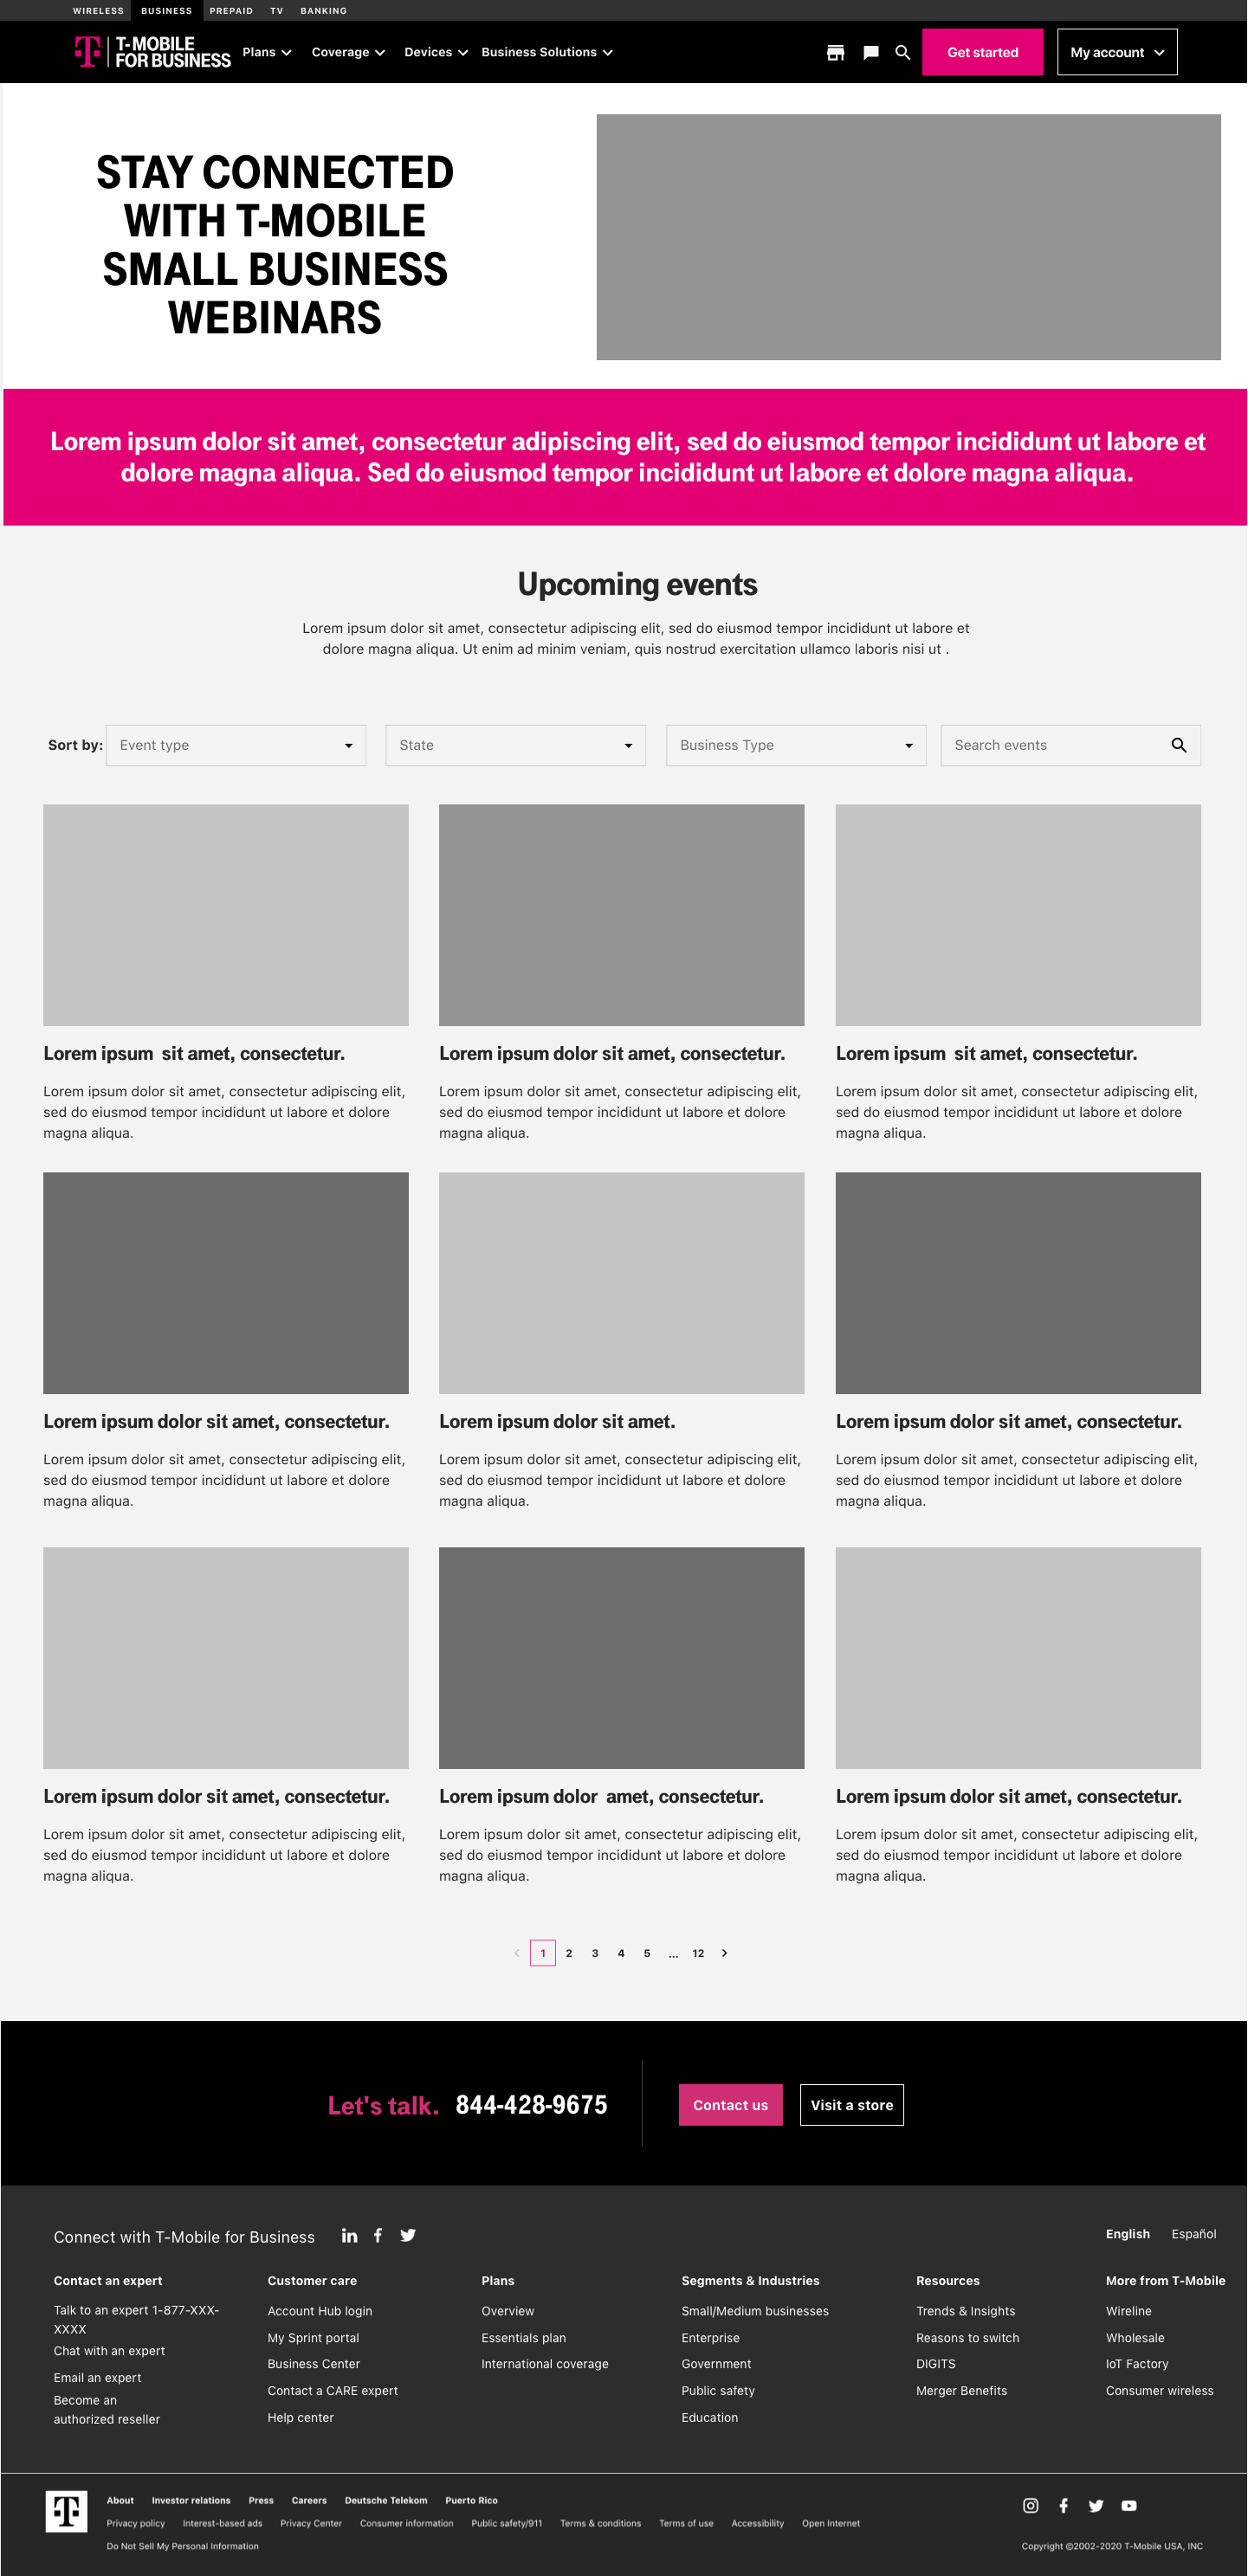 WIRELESS BUSINESS PREPAID TV BANKING
T-MOBILE
FOR BUSINESS
Plans Coverage Devices Business Solutions Get started My account
STAY CONNECTED
WITH T-MOBILE
SMALL BUSINESS
WEBINARS
Lorem ipsum dolor sit amet, consectetur adipiscing elit, sed do eiusmod tempor incididunt ut labore et
dolore magna aliqua. Sed do eiusmod tempor incididunt ut labore et dolore magna aliqua.
Upcoming events
Lorem ipsum dolor sit amet, consectetur adipiscing elit, sed do eiusmod tempor incididunt ut labore et
dolore magna aliqua. Ut enim ad minim veniam, quis nostrud exercitation ullamco laboris nisi ut .
Sort by: Event type State Business Type Search events
Lorem ipsum  sit amet, consectetur.
Lorem ipsum dolor sit amet, consectetur adipiscing elit,
sed do eiusmod tempor incididunt ut labore et dolore
magna aliqua.
Lorem ipsum dolor sit amet, consectetur.
Lorem ipsum dolor sit amet, consectetur adipiscing elit,
sed do eiusmod tempor incididunt ut labore et dolore
magna aliqua.
Lorem ipsum  sit amet, consectetur.
Lorem ipsum dolor sit amet, consectetur adipiscing elit,
sed do eiusmod tempor incididunt ut labore et dolore
magna aliqua.
Lorem ipsum dolor sit amet, consectetur.
Lorem ipsum dolor sit amet, consectetur adipiscing elit,
sed do eiusmod tempor incididunt ut labore et dolore
magna aliqua.
Lorem ipsum dolor sit amet.
Lorem ipsum dolor sit amet, consectetur adipiscing elit,
sed do eiusmod tempor incididunt ut labore et dolore
magna aliqua.
Lorem ipsum dolor sit amet, consectetur.
Lorem ipsum dolor sit amet, consectetur adipiscing elit,
sed do eiusmod tempor incididunt ut labore et dolore
magna aliqua.
Lorem ipsum dolor sit amet, consectetur.
Lorem ipsum dolor sit amet, consectetur adipiscing elit,
sed do eiusmod tempor incididunt ut labore et dolore
magna aliqua.
Lorem ipsum dolor  amet, consectetur.
Lorem ipsum dolor sit amet, consectetur adipiscing elit,
sed do eiusmod tempor incididunt ut labore et dolore
magna aliqua.
Lorem ipsum dolor sit amet, consectetur.
Lorem ipsum dolor sit amet, consectetur adipiscing elit,
sed do eiusmod tempor incididunt ut labore et dolore
magna aliqua.
1 2 3 4 5 ... 12
Let's talk. 844-428-9675 Contact us Visit a store
Connect with T-Mobile for Business English Español
Contact an expert
Talk to an expert 1-877-XXX-
XXXX
Chat with an expert
Email an expert
Become an
authorized reseller
Customer care
Account Hub login
My Sprint portal
Business Center
Contact a CARE expert
Help center
Plans
Overview
Essentials plan
International coverage
Segments & Industries
Small/Medium businesses
Enterprise
Government
Public safety
Education
Resources
Trends & Insights
Reasons to switch
DIGITS
Merger Benefits
More from T-Mobile
Wireline
Wholesale
IoT Factory
Consumer wireless
About Investor relations Press Careers Deutsche Telekom Puerto Rico
Privacy policy Interest-based ads Privacy Center Consumer information Public safety/911 Terms & conditions Terms of use Accessibility Open Internet
Do Not Sell My Personal Information Copyright ©2002-2020 T-Mobile USA, INC